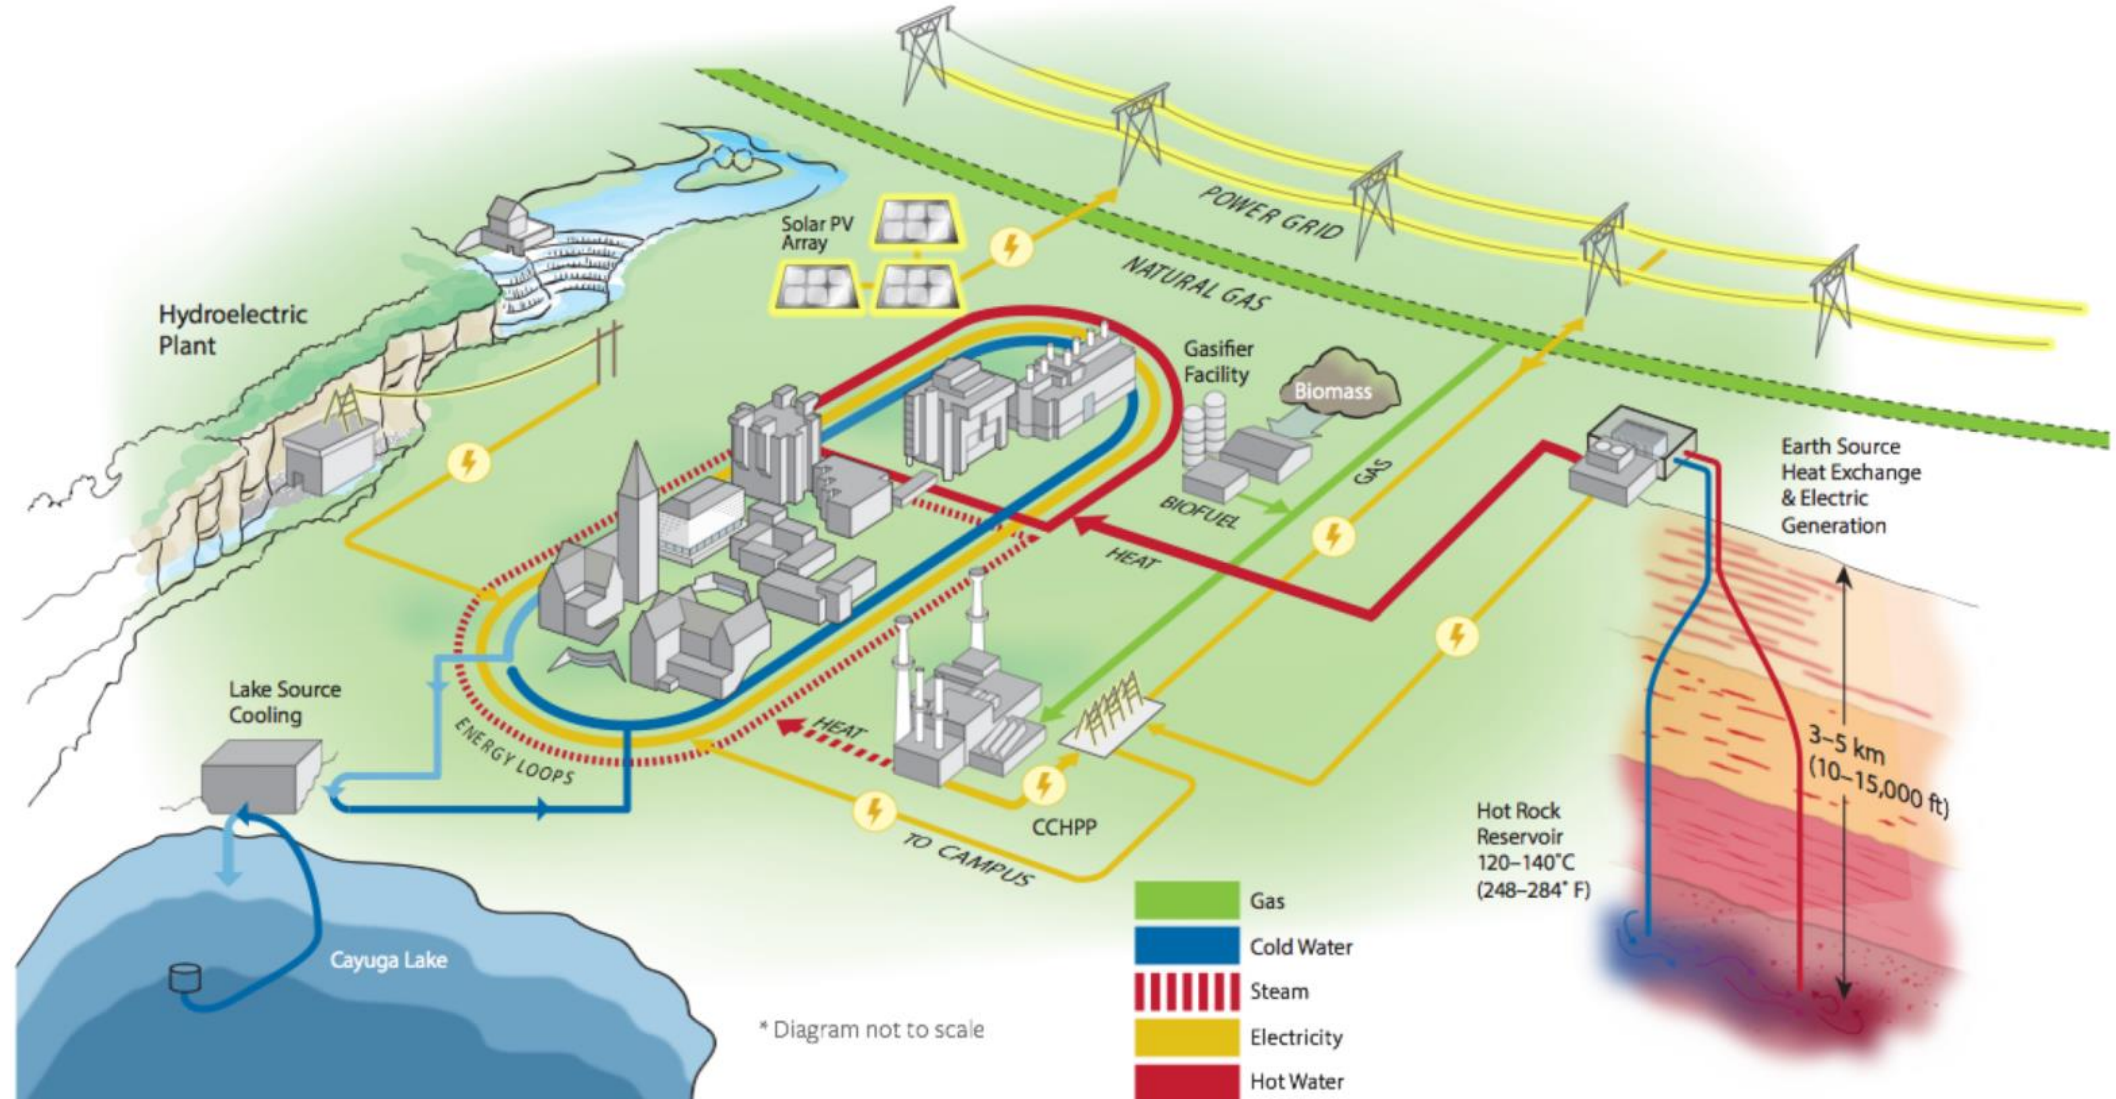 POWER GRID
NATURAL GAS
Solar PV
Array
Hydroelectric
Plant
Gasifier
Facility
Biomass
GAS
BIOFUEL
HEAT
Earth Source
Heat Exchange
& Electric
Generation
Lake Source
Cooling
ENERGY LOOPS
HEAT
CCHPP
TO CAMPUS
3–5 km
(10–15,000 ft)
Hot Rock
Reservoir
120–140°C
(248–284° F)
Cayuga Lake
* Diagram not to scale
Gas
Cold Water
Steam
Electricity
Hot Water